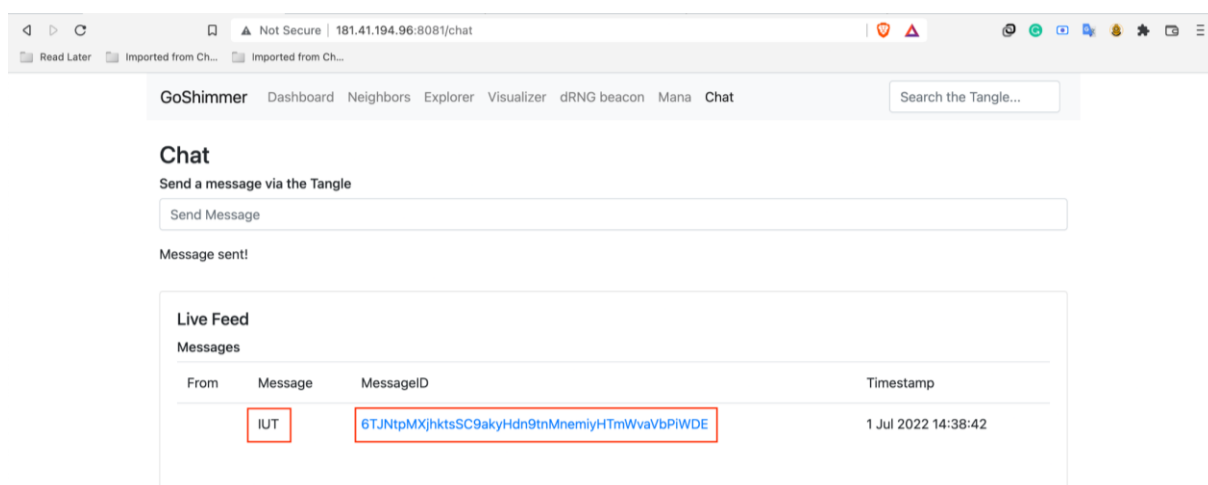 Not Secure | 181.41.194.96:8081/chat
Read Later Imported from Ch... Imported from Ch...
GoShimmer Dashboard Neighbors Explorer Visualizer dRNG beacon Mana Chat Search the Tangle...
Chat
Send a message via the Tangle
Send Message
Message sent!
Live Feed
Messages
From Message MessageID Timestamp
IUT 6TJNtpMXjhktsSC9akyHdn9tnMnemiyHTmWvaVbPiWDE 1 Jul 2022 14:38:42